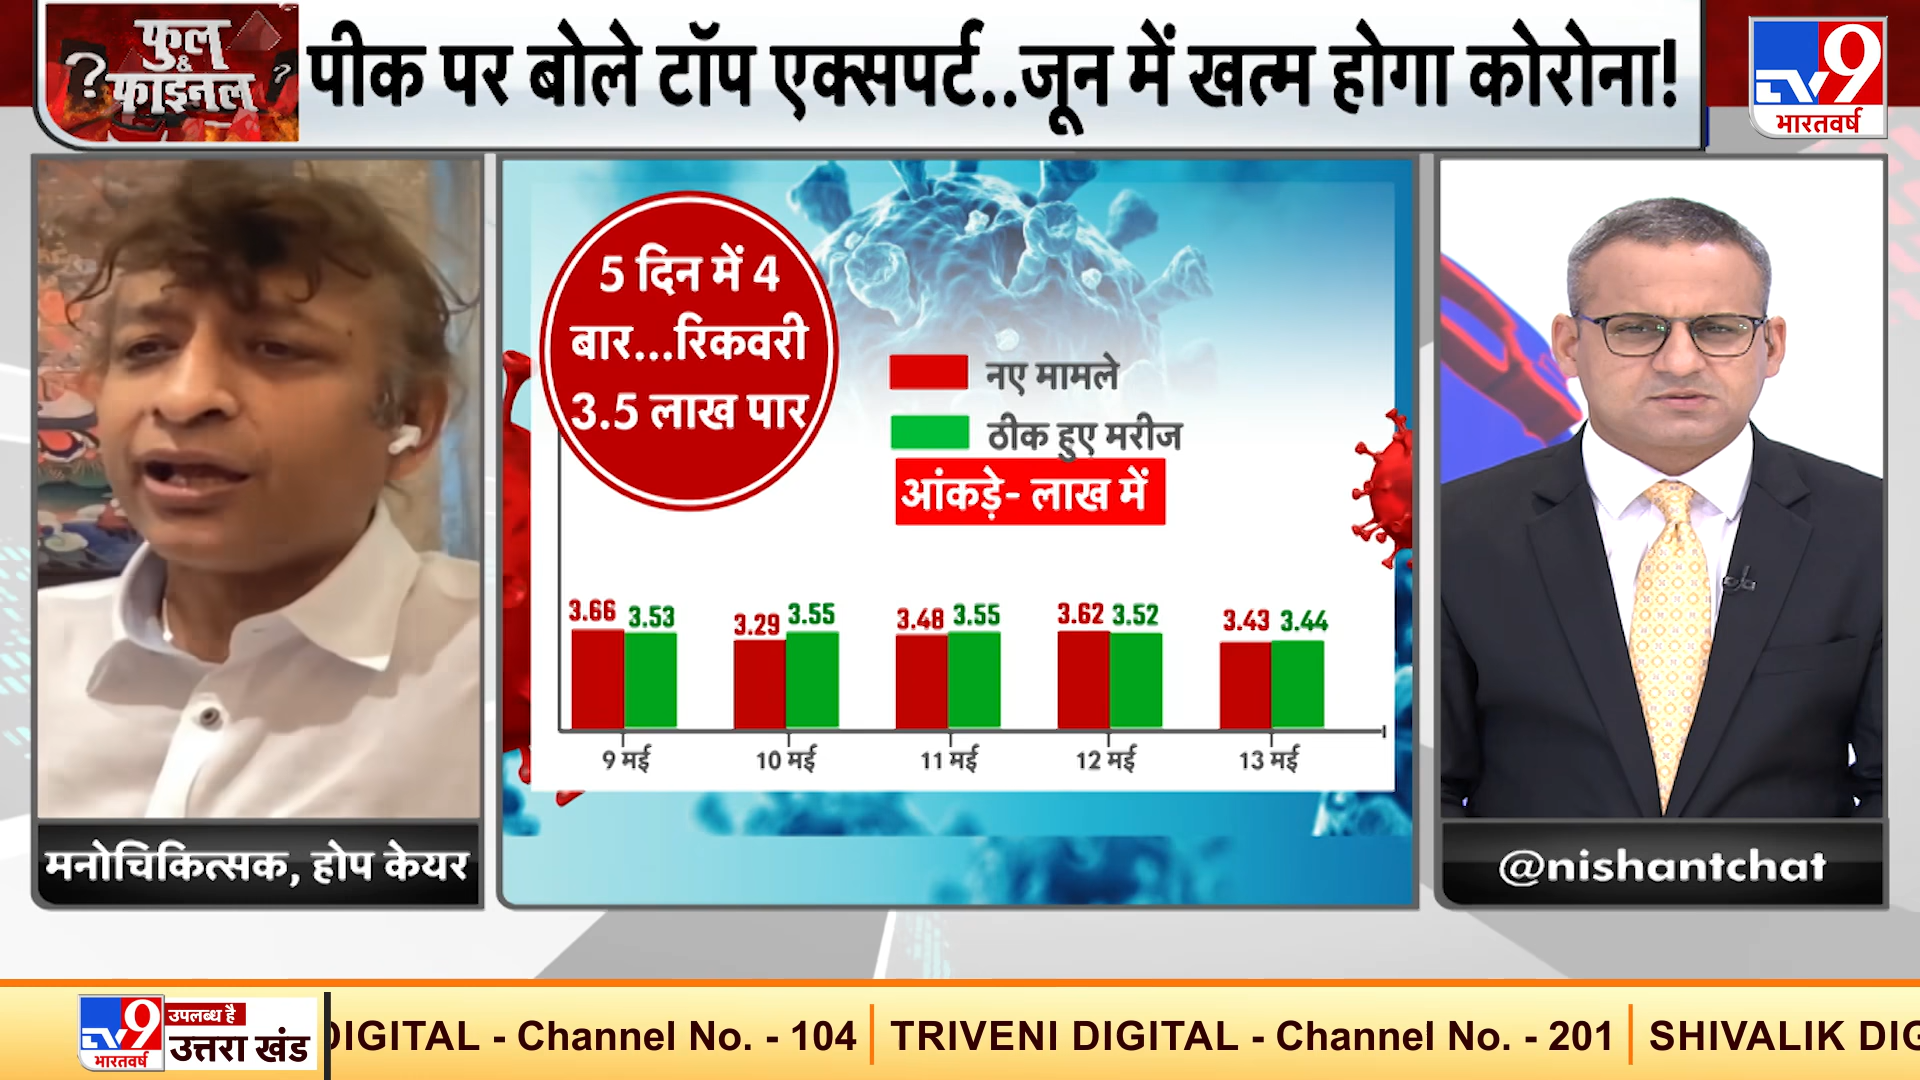 फुल
&
फाइनल
पीक पर बोले टॉप एक्सपर्ट..जून में खत्म होगा कोरोना!
TV9
भारतवर्ष
5 दिन में 4
बार...रिकवरी
3.5 लाख पार
नए मामले
ठीक हुए मरीज
आंकड़े- लाख में
3.66 3.53 3.29 3.55 3.48 3.55 3.62 3.52 3.43 3.44
9 मई 10 मई 11 मई 12 मई 13 मई
मनोचिकित्सक, होप केयर
@nishantchat
TV9
भारतवर्ष
उपलब्ध है
उत्तरा खंड
DIGITAL - Channel No. - 104 TRIVENI DIGITAL - Channel No. - 201 SHIVALIK DIG